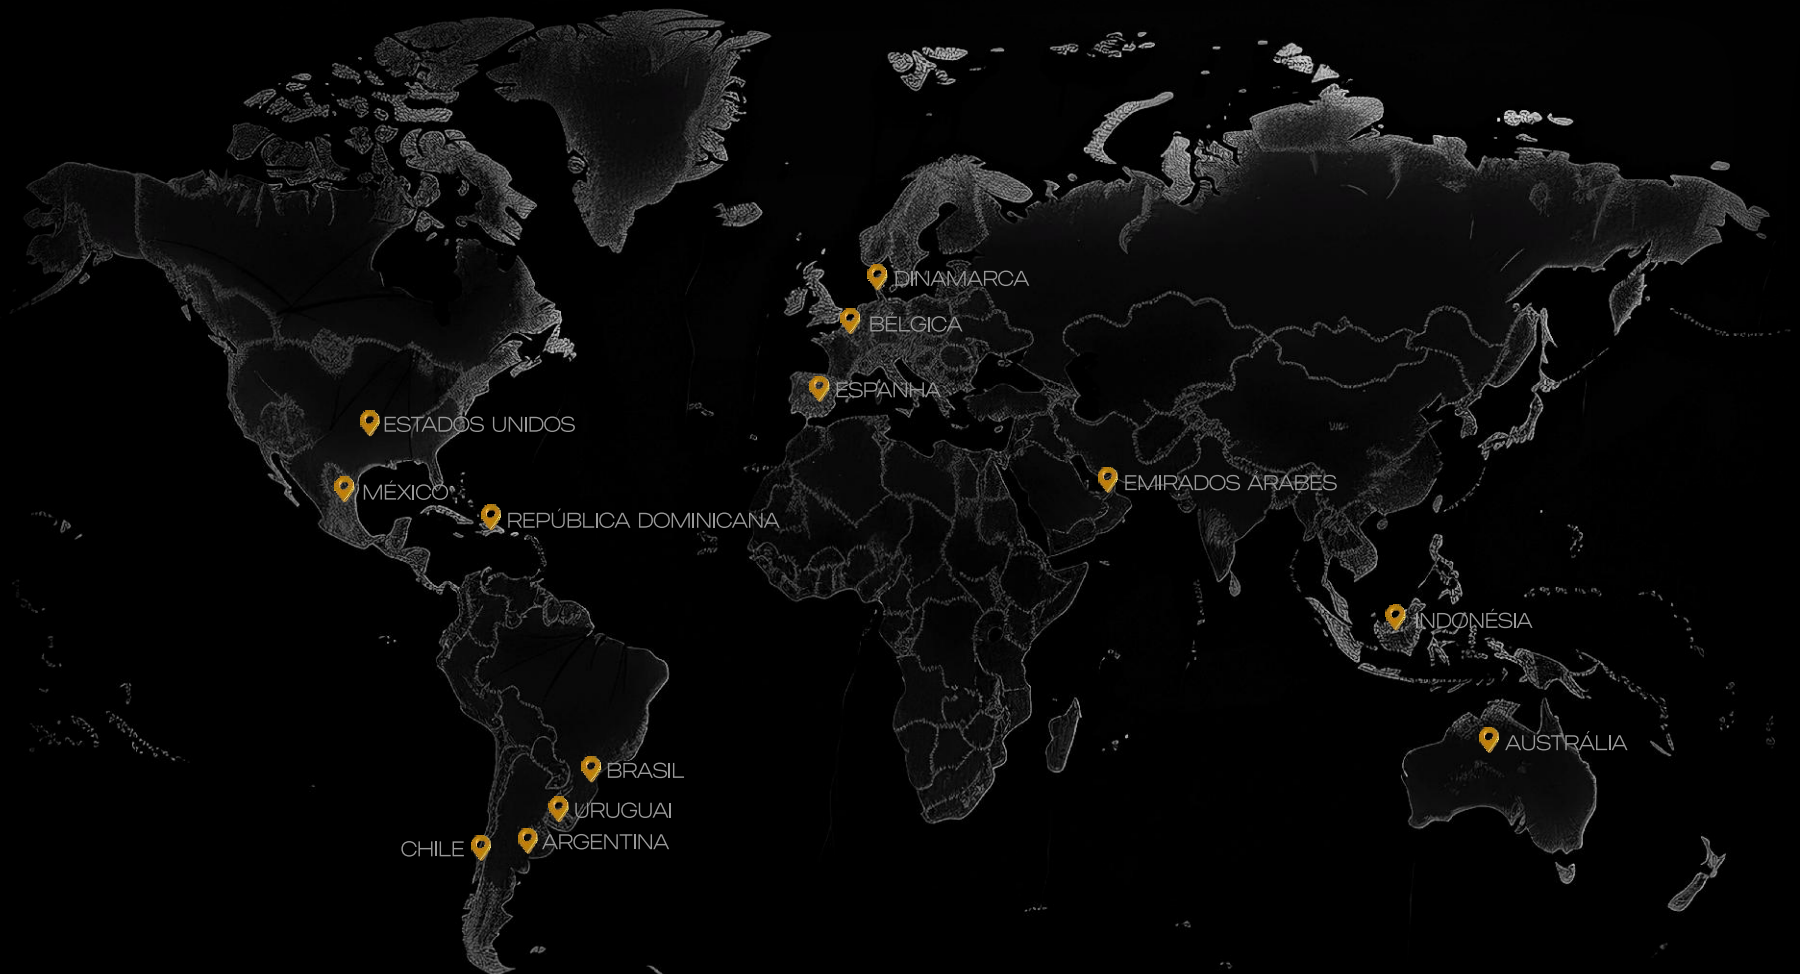 DINAMARCA
BELGICA
ESPANHA
ESTADOS UNIDOS
EMIRADOS ÁRABES
MÉXICO
REPÚBLICA DOMINICANA
INDONÉSIA
AUSTRÁLIA
BRASIL
URUGUAI
ARGENTINA
CHILE